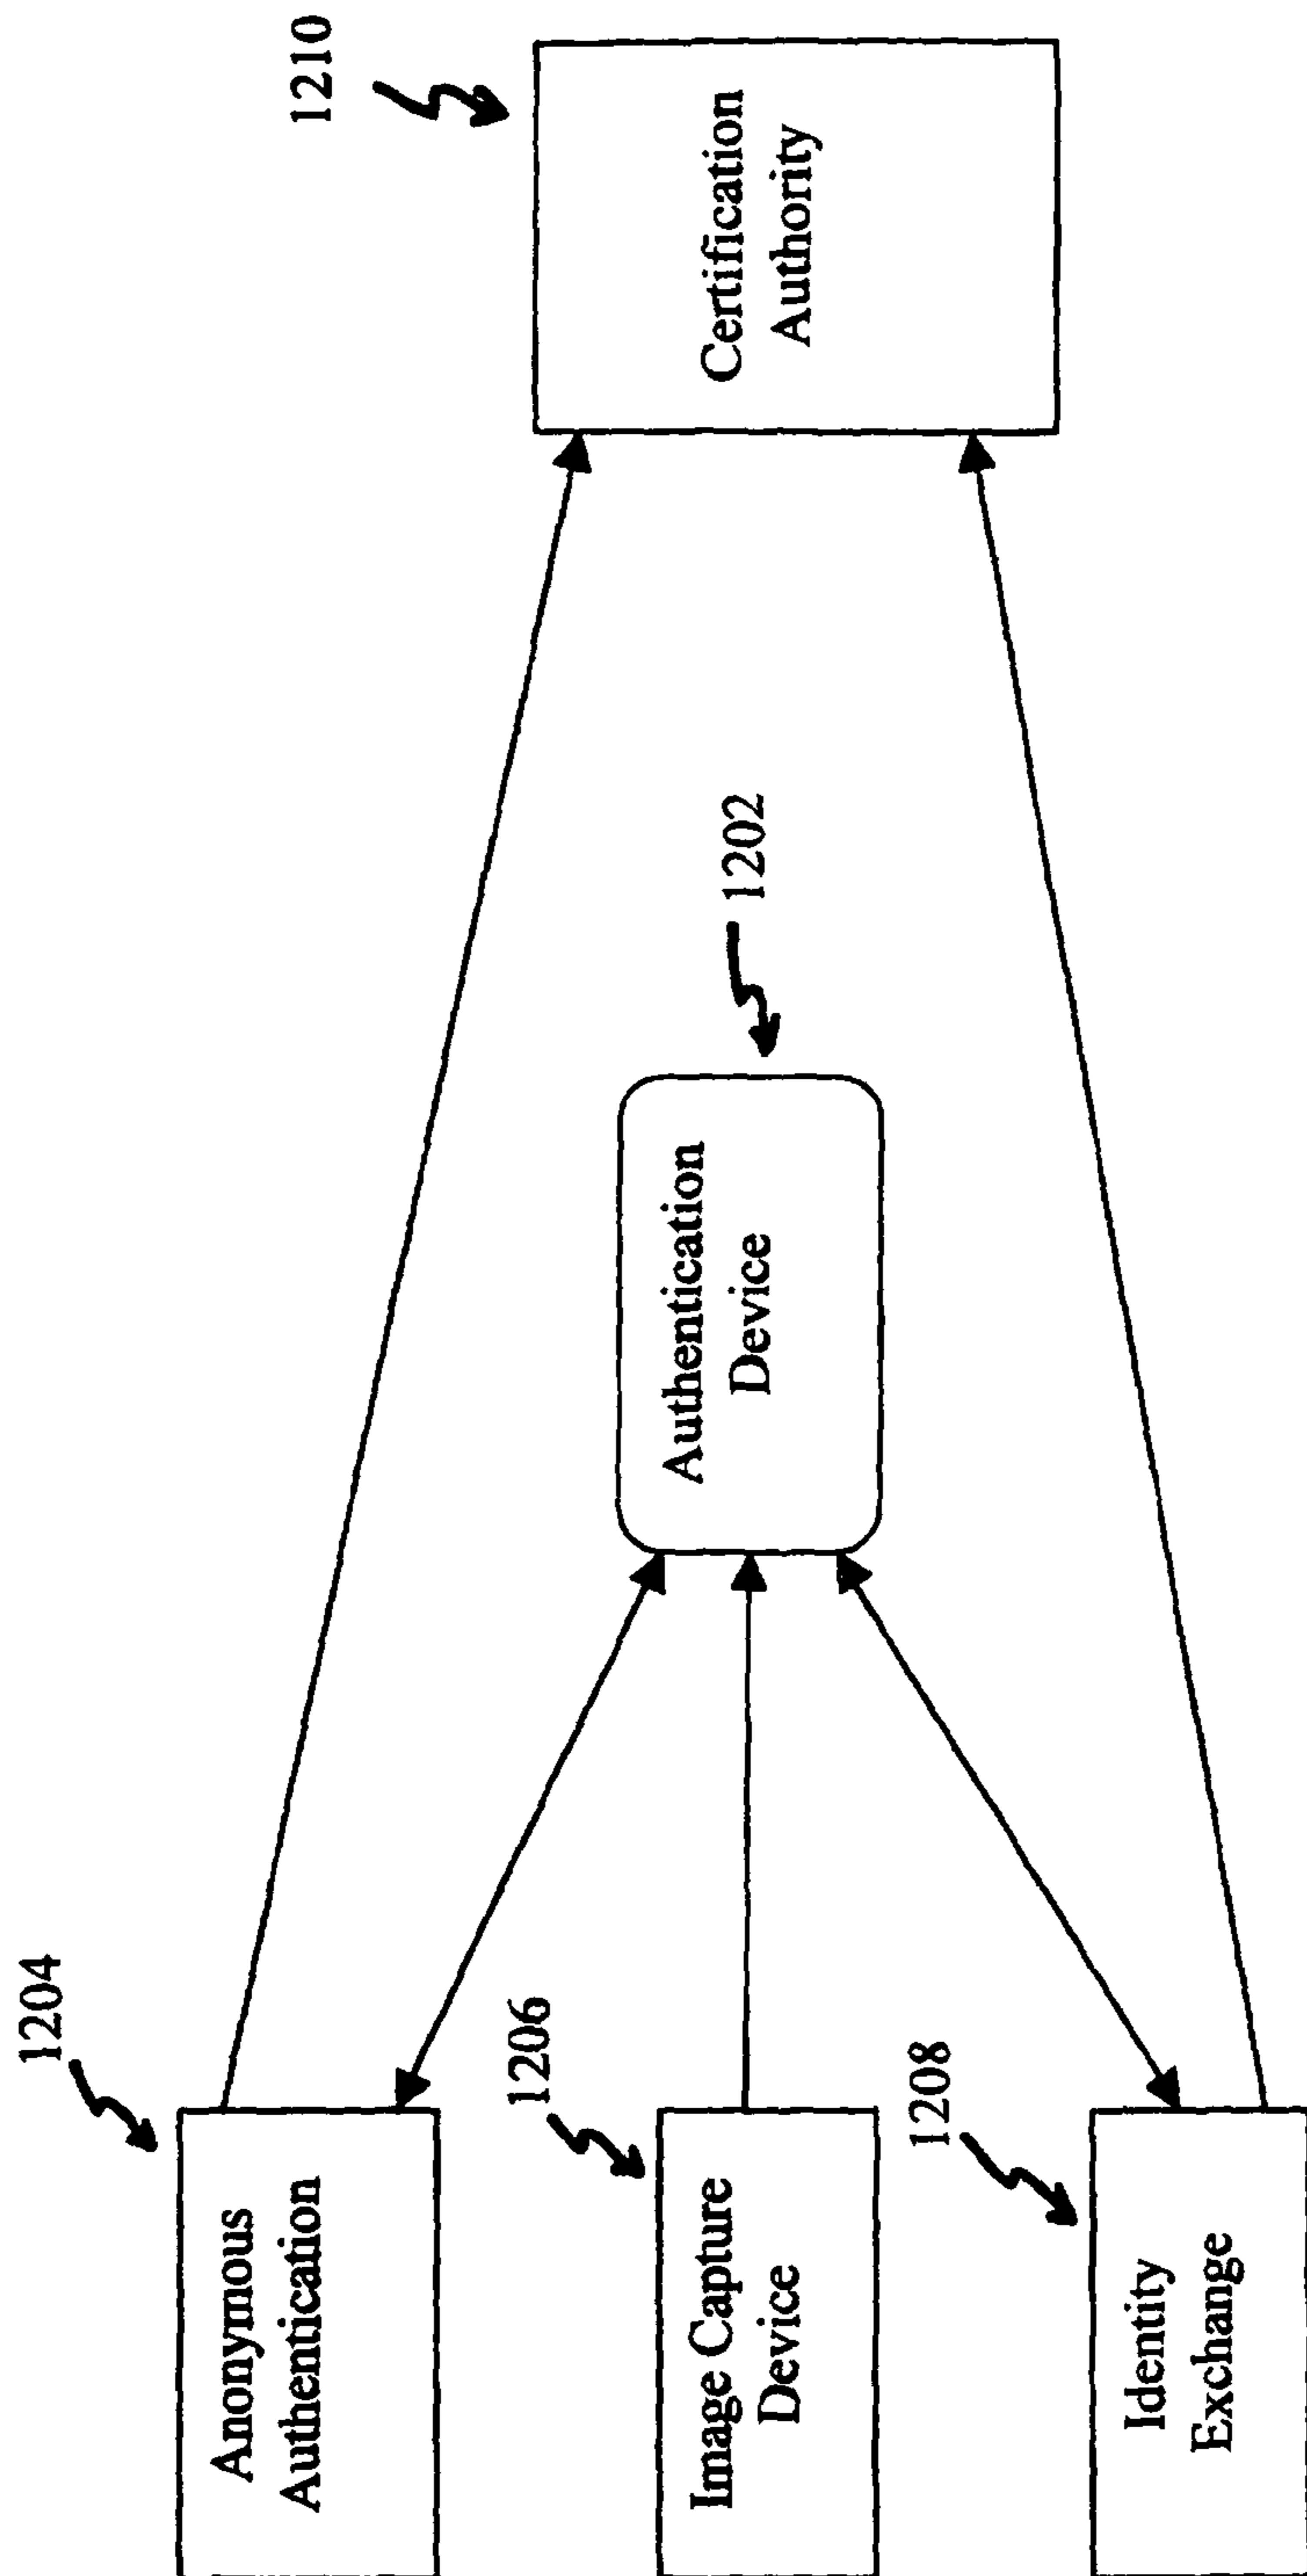 1204
Anonymous
Authentication
1206
Image Capture
Device
1208
Identity
Exchange
Authentication
Device
1202
1210
Certification
Authority